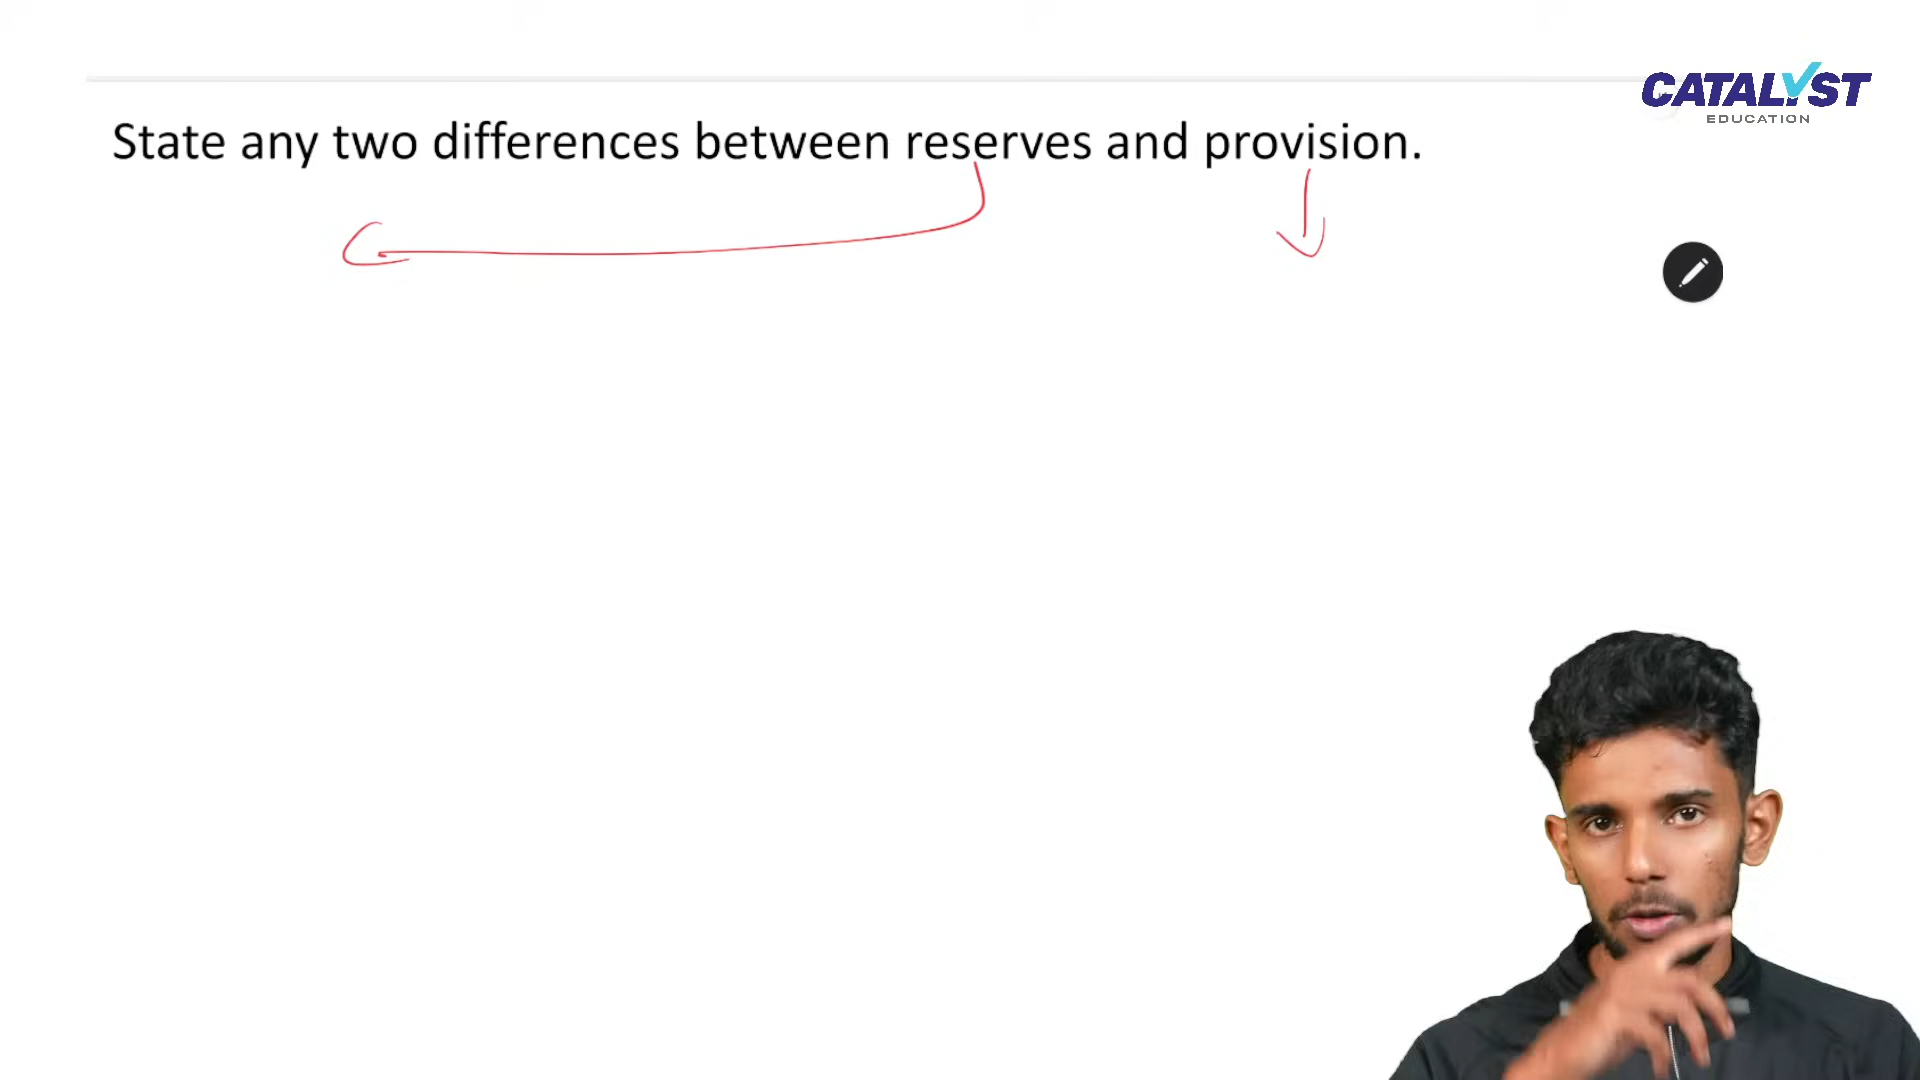 CATALYST
EDUCATION
State any two differences between reserves and provision.